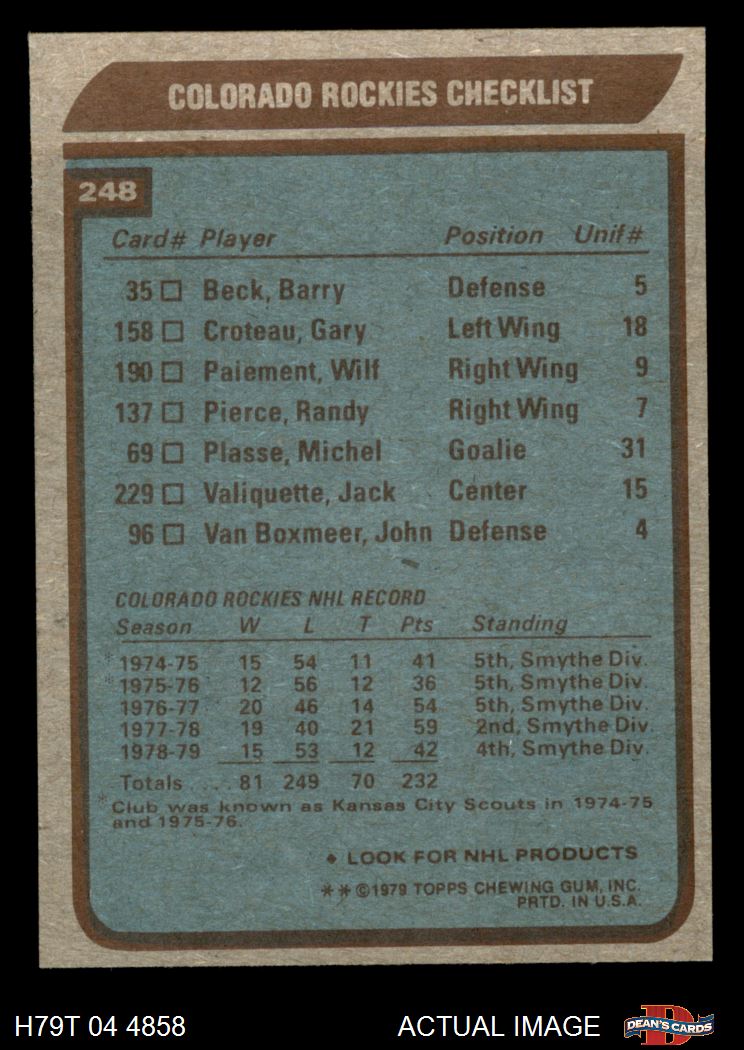 COLORADO ROCKIES CHECKLIST
248
Card# Player Position Unif#
35 Beck, Barry Defense 5
158 Croteau, Gary Left Wing 18
190 Paiement, Wilf Right Wing 9
137 Pierce, Randy Right Wing 7
69 Plasse, Michel Goalie 31
229 Valiquette, Jack Center 15
96 Van Boxmeer, John Defense 4
COLORADO ROCKIES NHL RECORD
Season W L T Pts Standing
*1974-75 15 54 11 41 5th, Smythe Div.
*1975-76 12 56 12 36 5th, Smythe Div.
1976-77 20 46 14 54 5th, Smythe Div.
1977-78 19 40 21 59 2nd, Smythe Div.
1978-79 15 53 12 42 4th, Smythe Div.
Totals .... 81 249 70 232
*Club was known as Kansas City Scouts in 1974-75
and 1975-76.
• LOOK FOR NHL PRODUCTS
**©1979 TOPPS CHEWING GUM, INC.
PRTD. IN U.S.A.
H79T 04 4858 ACTUAL IMAGE D DEAN'S CARDS